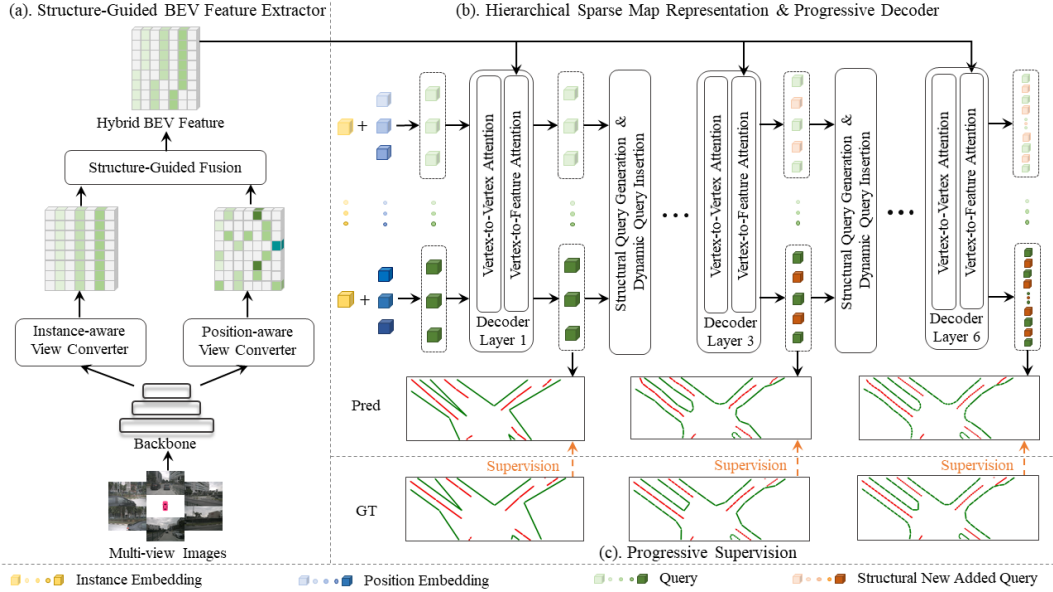 (a). Structure-Guided BEV Feature Extractor
(b). Hierarchical Sparse Map Representation & Progressive Decoder
Hybrid BEV Feature
Structure-Guided Fusion
Instance-aware
View Converter
Position-aware
View Converter
Backbone
Multi-view Images
+
+
Vertex-to-Vertex Attention
Vertex-to-Feature Attention
Decoder
Layer 1
Structural Query Generation &
Dynamic Query Insertion
Vertex-to-Vertex Attention
Vertex-to-Feature Attention
Decoder
Layer 3
Structural Query Generation &
Dynamic Query Insertion
Vertex-to-Vertex Attention
Vertex-to-Feature Attention
Decoder
Layer 6
Pred
Supervision
Supervision
Supervision
GT
(c). Progressive Supervision
Instance Embedding
Position Embedding
Query
Structural New Added Query